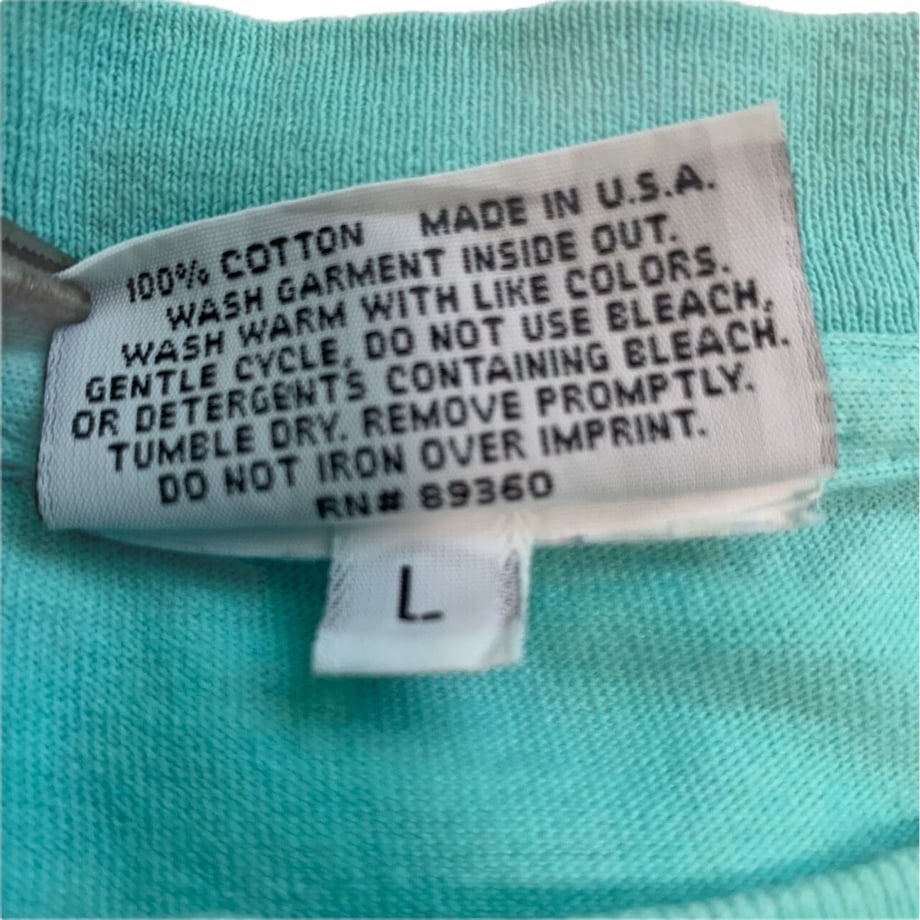 100% COTTON MADE IN U.S.A.
WASH GARMENT INSIDE OUT.
WASH WARM WITH LIKE COLORS.
GENTLE CYCLE, DO NOT USE BLEACH,
OR DETERGENTS CONTAINING BLEACH.
TUMBLE DRY. REMOVE PROMPTLY.
DO NOT IRON OVER IMPRINT.
RN# 89360
L